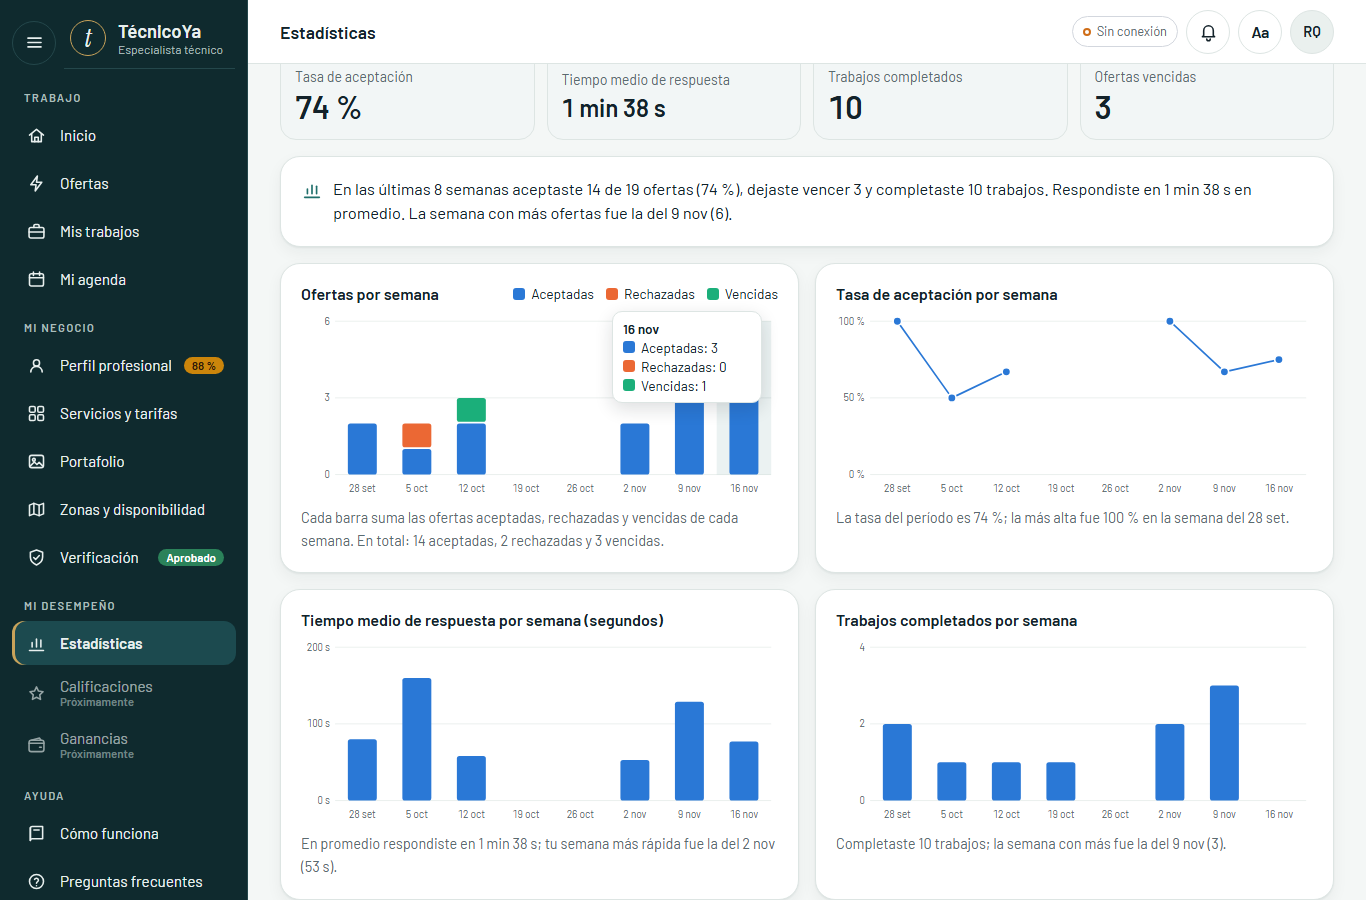 TécnicoYa
Especialista técnico
TRABAJO
Inicio
Ofertas
Mis trabajos
Mi agenda
MI NEGOCIO
Perfil profesional 88 %
Servicios y tarifas
Portafolio
Zonas y disponibilidad
Verificación Aprobado
MI DESEMPEÑO
Estadísticas
Calificaciones
Próximamente
Ganancias
Próximamente
AYUDA
Cómo funciona
Preguntas frecuentes
Estadísticas
Sin conexión
Aa
RQ
Tasa de aceptación
74 %
Tiempo medio de respuesta
1 min 38 s
Trabajos completados
10
Ofertas vencidas
3
En las últimas 8 semanas aceptaste 14 de 19 ofertas (74 %), dejaste vencer 3 y completaste 10 trabajos. Respondiste en 1 min 38 s en
promedio. La semana con más ofertas fue la del 9 nov (6).
Ofertas por semana
Aceptadas Rechazadas Vencidas
6
3
0
16 nov
Aceptadas: 3
Rechazadas: 0
Vencidas: 1
28 set 5 oct 12 oct 19 oct 26 oct 2 nov 9 nov 16 nov
Cada barra suma las ofertas aceptadas, rechazadas y vencidas de cada
semana. En total: 14 aceptadas, 2 rechazadas y 3 vencidas.
Tasa de aceptación por semana
100 %
50 %
0 %
28 set 5 oct 12 oct 19 oct 26 oct 2 nov 9 nov 16 nov
La tasa del período es 74 %; la más alta fue 100 % en la semana del 28 set.
Tiempo medio de respuesta por semana (segundos)
200 s
100 s
0 s
28 set 5 oct 12 oct 19 oct 26 oct 2 nov 9 nov 16 nov
En promedio respondiste en 1 min 38 s; tu semana más rápida fue la del 2 nov
(53 s).
Trabajos completados por semana
4
2
0
28 set 5 oct 12 oct 19 oct 26 oct 2 nov 9 nov 16 nov
Completaste 10 trabajos; la semana con más fue la del 9 nov (3).